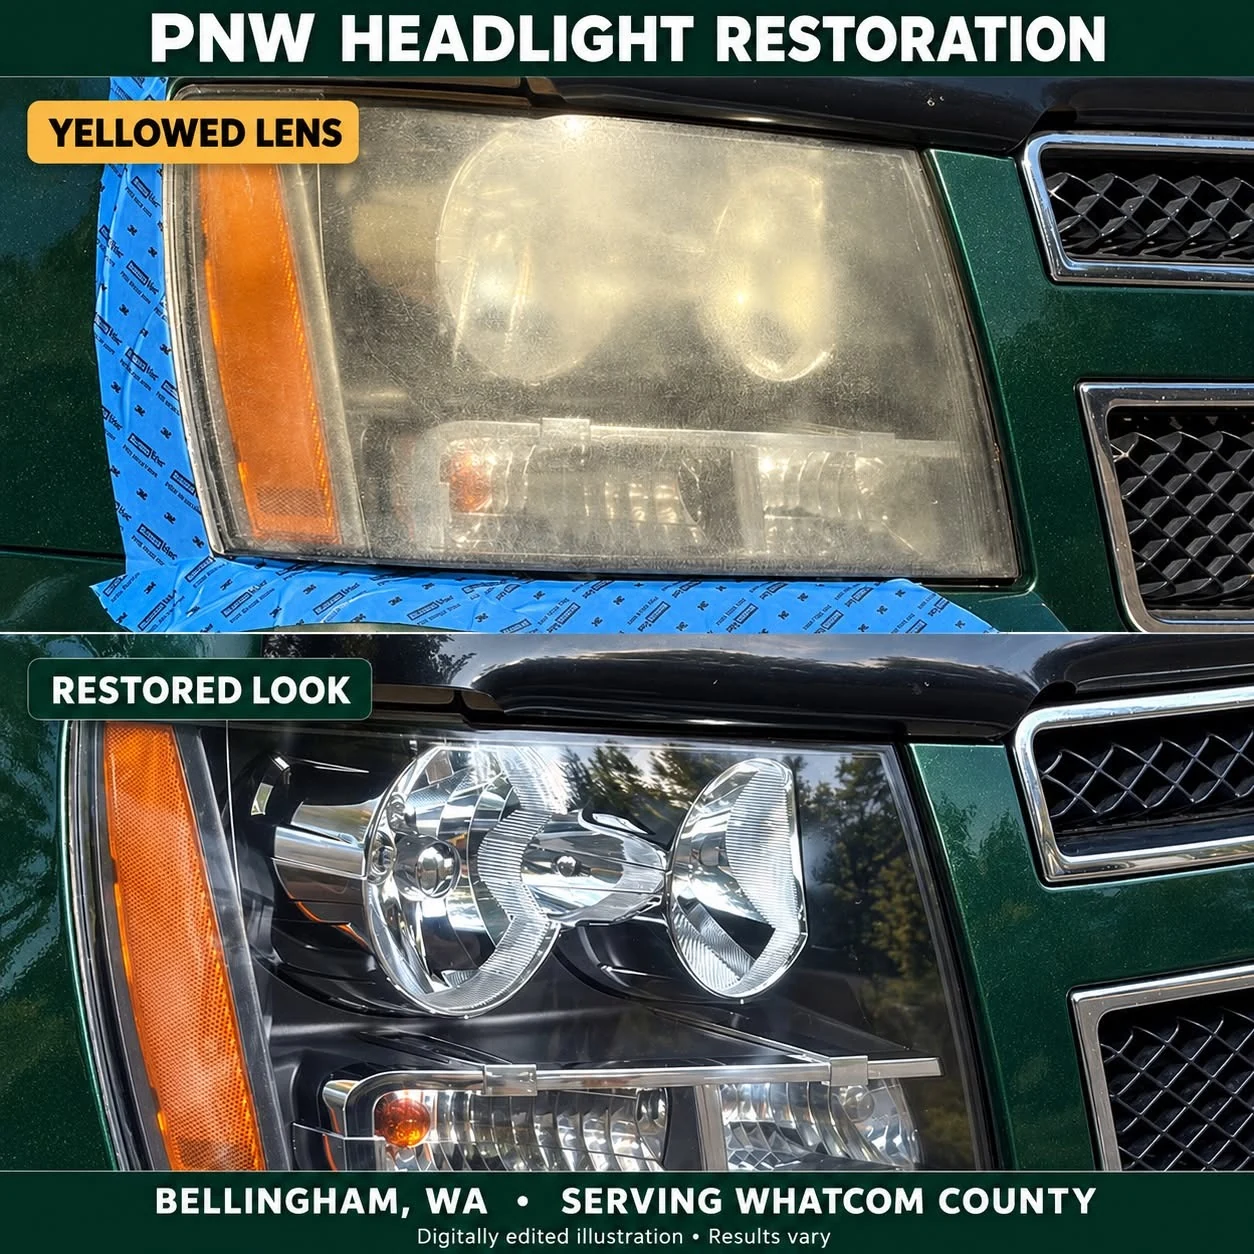 PNW HEADLIGHT RESTORATION
YELLOWED LENS
RESTORED LOOK
BELLINGHAM, WA • SERVING WHATCOM COUNTY
Digitally edited illustration • Results vary